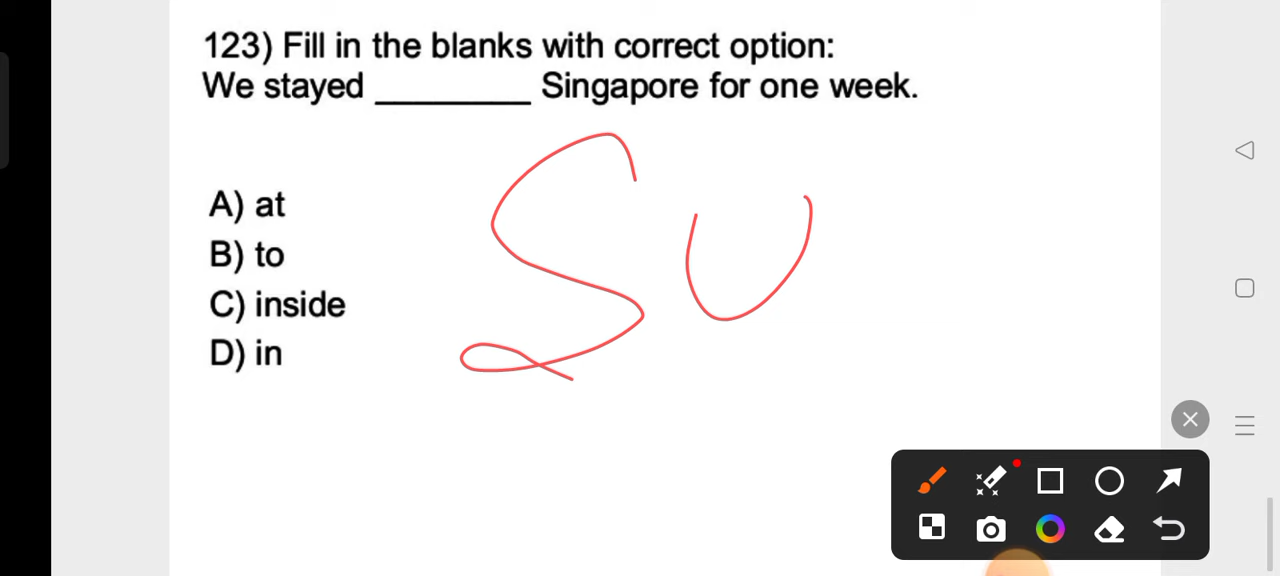 123) Fill in the blanks with correct option:
We stayed ________ Singapore for one week.
A) at
B) to
C) inside
D) in
SU